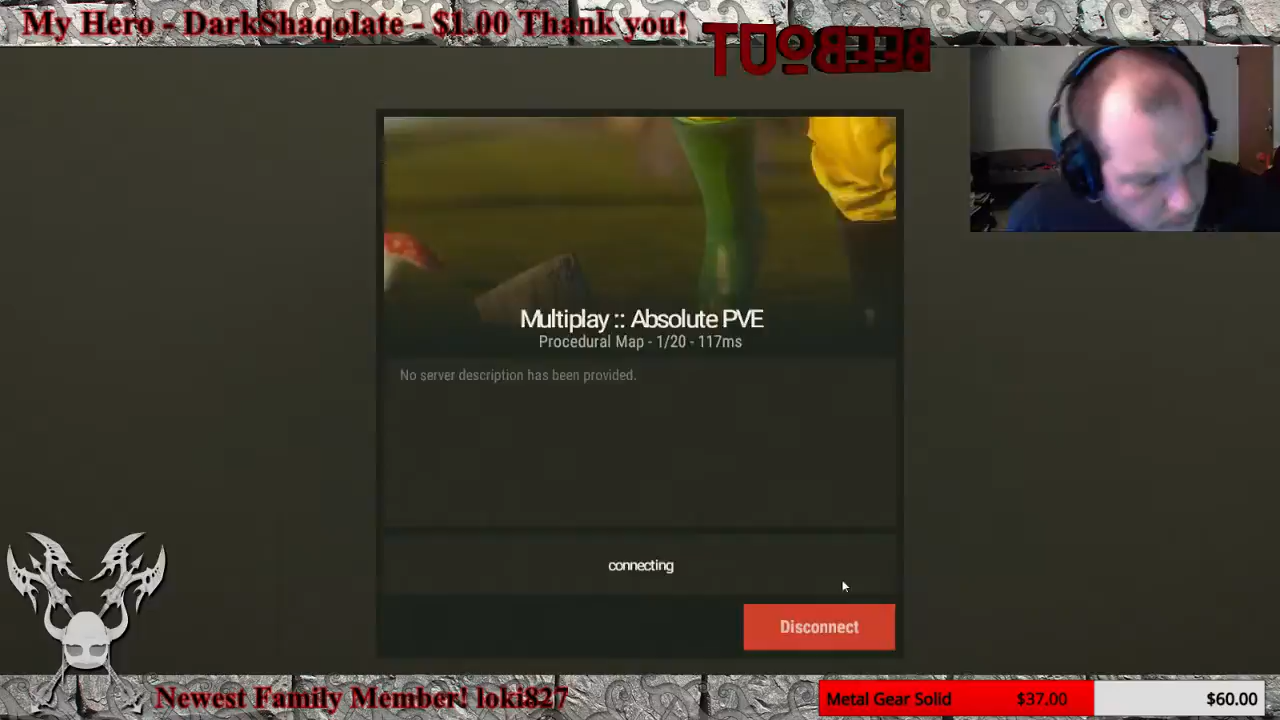 My Hero - DarkShaqolate - $1.00 Thank you!
BEEBOUT
Multiplay :: Absolute PVE
Procedural Map - 1/20 - 117ms
No server description has been provided.
connecting
Disconnect
Newest Family Member! loki827
Metal Gear Solid $37.00 $60.00